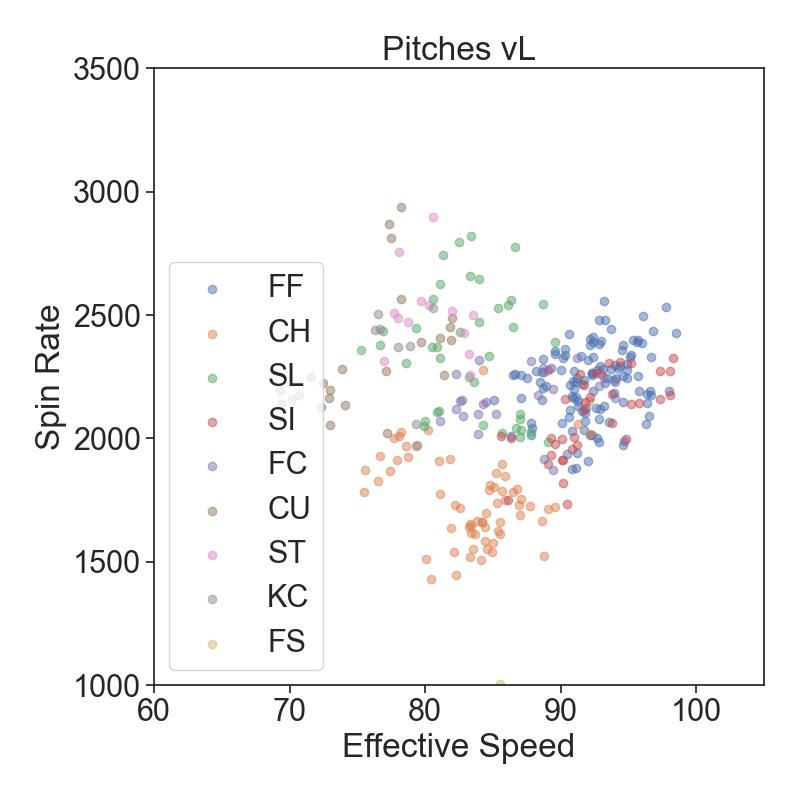 Pitches vL
3500
3000
2500
2000
1500
1000
Spin Rate
FF
CH
SL
SI
FC
CU
ST
KC
FS
60
70
80
90
100
Effective Speed